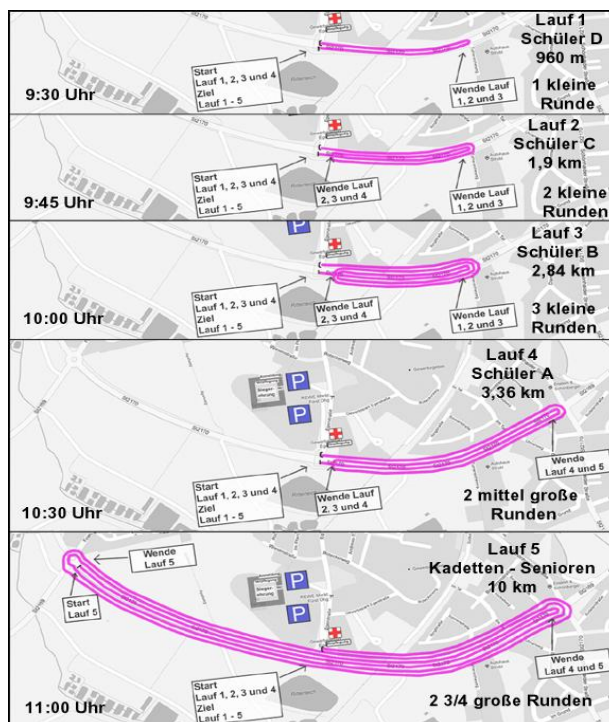 Lauf 1
Schüler D
960 m
Start
Lauf 1, 2, 3 und 4
Ziel
Lauf 1 - 5
Wende Lauf
1, 2 und 3
9:30 Uhr
1 kleine
Runde
Lauf 2
Schüler C
1,9 km
Start
Lauf 1, 2, 3 und 4
Ziel
Lauf 1 - 5
Wende Lauf
2, 3 und 4
Wende Lauf
1, 2 und 3
9:45 Uhr
2 kleine
Runden
P
Lauf 3
Schüler B
2,84 km
Start
Lauf 1, 2, 3 und 4
Ziel
Lauf 1 - 5
Wende Lauf
2, 3 und 4
Wende Lauf
1, 2 und 3
10:00 Uhr
3 kleine
Runden
Lauf 4
Schüler A
3,36 km
St2170
P
P
Start
Lauf 1, 2, 3 und 4
Ziel
Lauf 1 - 5
Wende Lauf
2, 3 und 4
Wende
Lauf 4 und 5
10:30 Uhr
2 mittel große
Runden
Lauf 5
Kadetten - Senioren
10 km
Wende
Lauf 5
Start
Lauf 5
P
P
Start
Lauf 1, 2, 3 und 4
Ziel
Lauf 1 - 5
Wende
Lauf 4 und 5
11:00 Uhr
2 3/4 große Runden